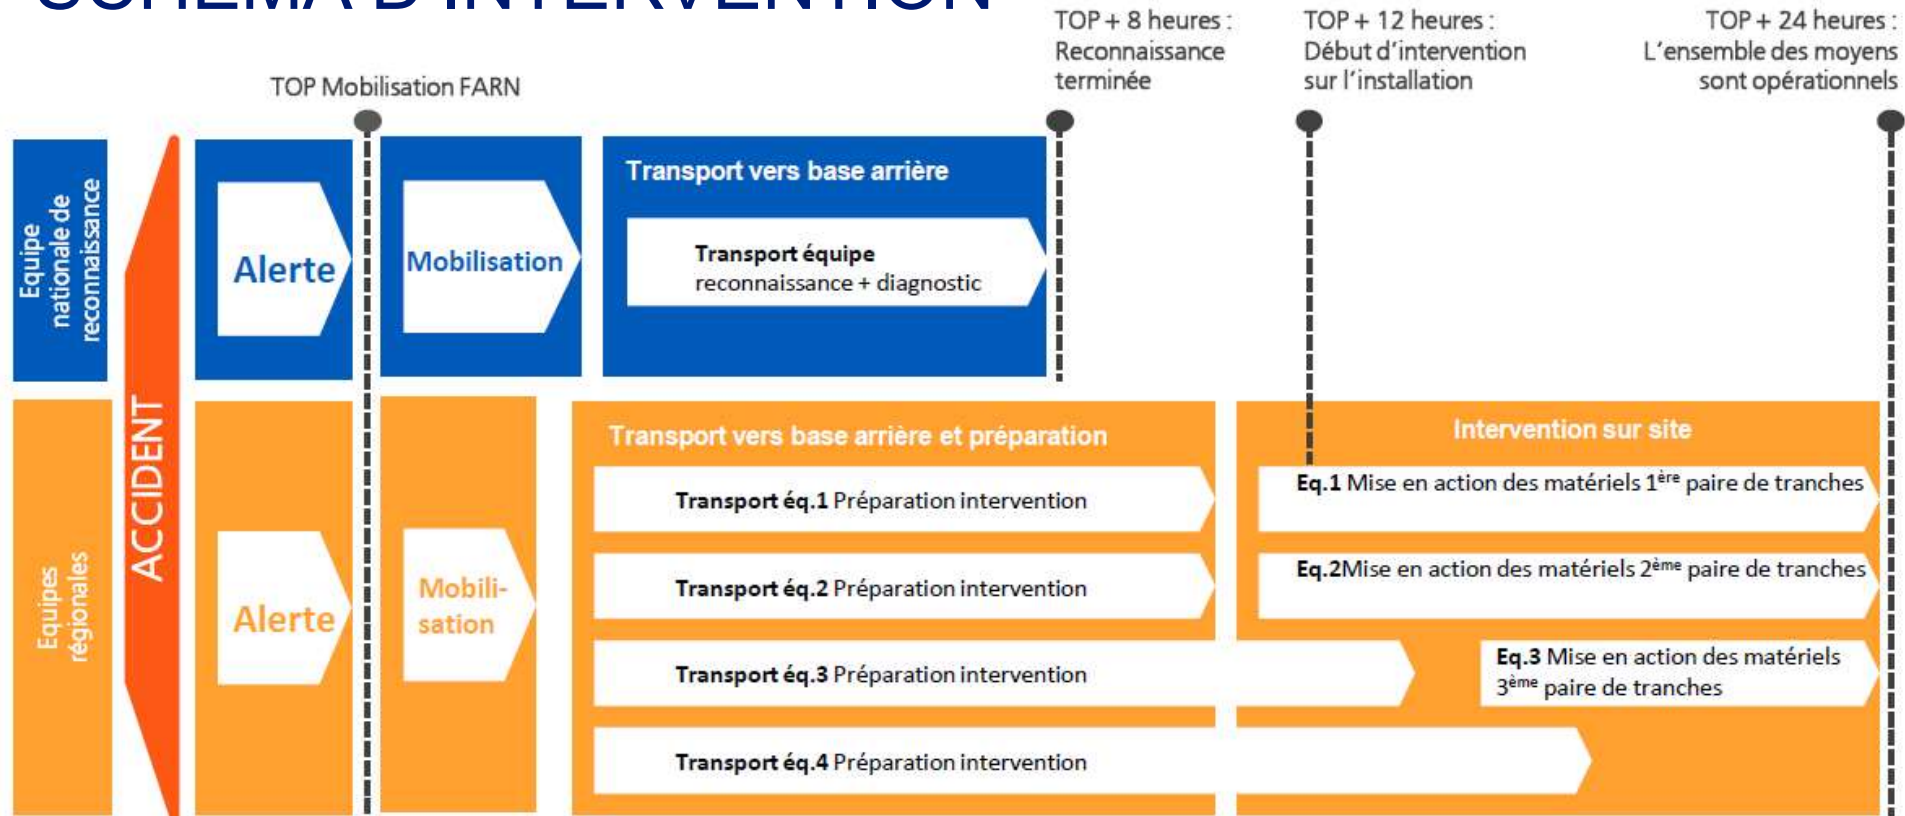 SCHEMA D'INTERVENTION
TOP + 8 heures :
Reconnaissance
terminée
TOP + 12 heures :
Début d'intervention
sur l'installation
TOP + 24 heures :
L'ensemble des moyens
sont opérationnels
TOP Mobilisation FARN
Equipe
nationale de
reconnaissance
ACCIDENT
Alerte
Mobilisation
Transport vers base arrière
Transport équipe
reconnaissance + diagnostic
Equipes
régionales
Alerte
Mobili-
sation
Transport vers base arrière et préparation
Transport éq.1 Préparation intervention
Transport éq.2 Préparation intervention
Transport éq.3 Préparation intervention
Transport éq.4 Préparation intervention
Intervention sur site
Eq.1 Mise en action des matériels 1ère paire de tranches
Eq.2Mise en action des matériels 2ème paire de tranches
Eq.3 Mise en action des matériels
3ème paire de tranches